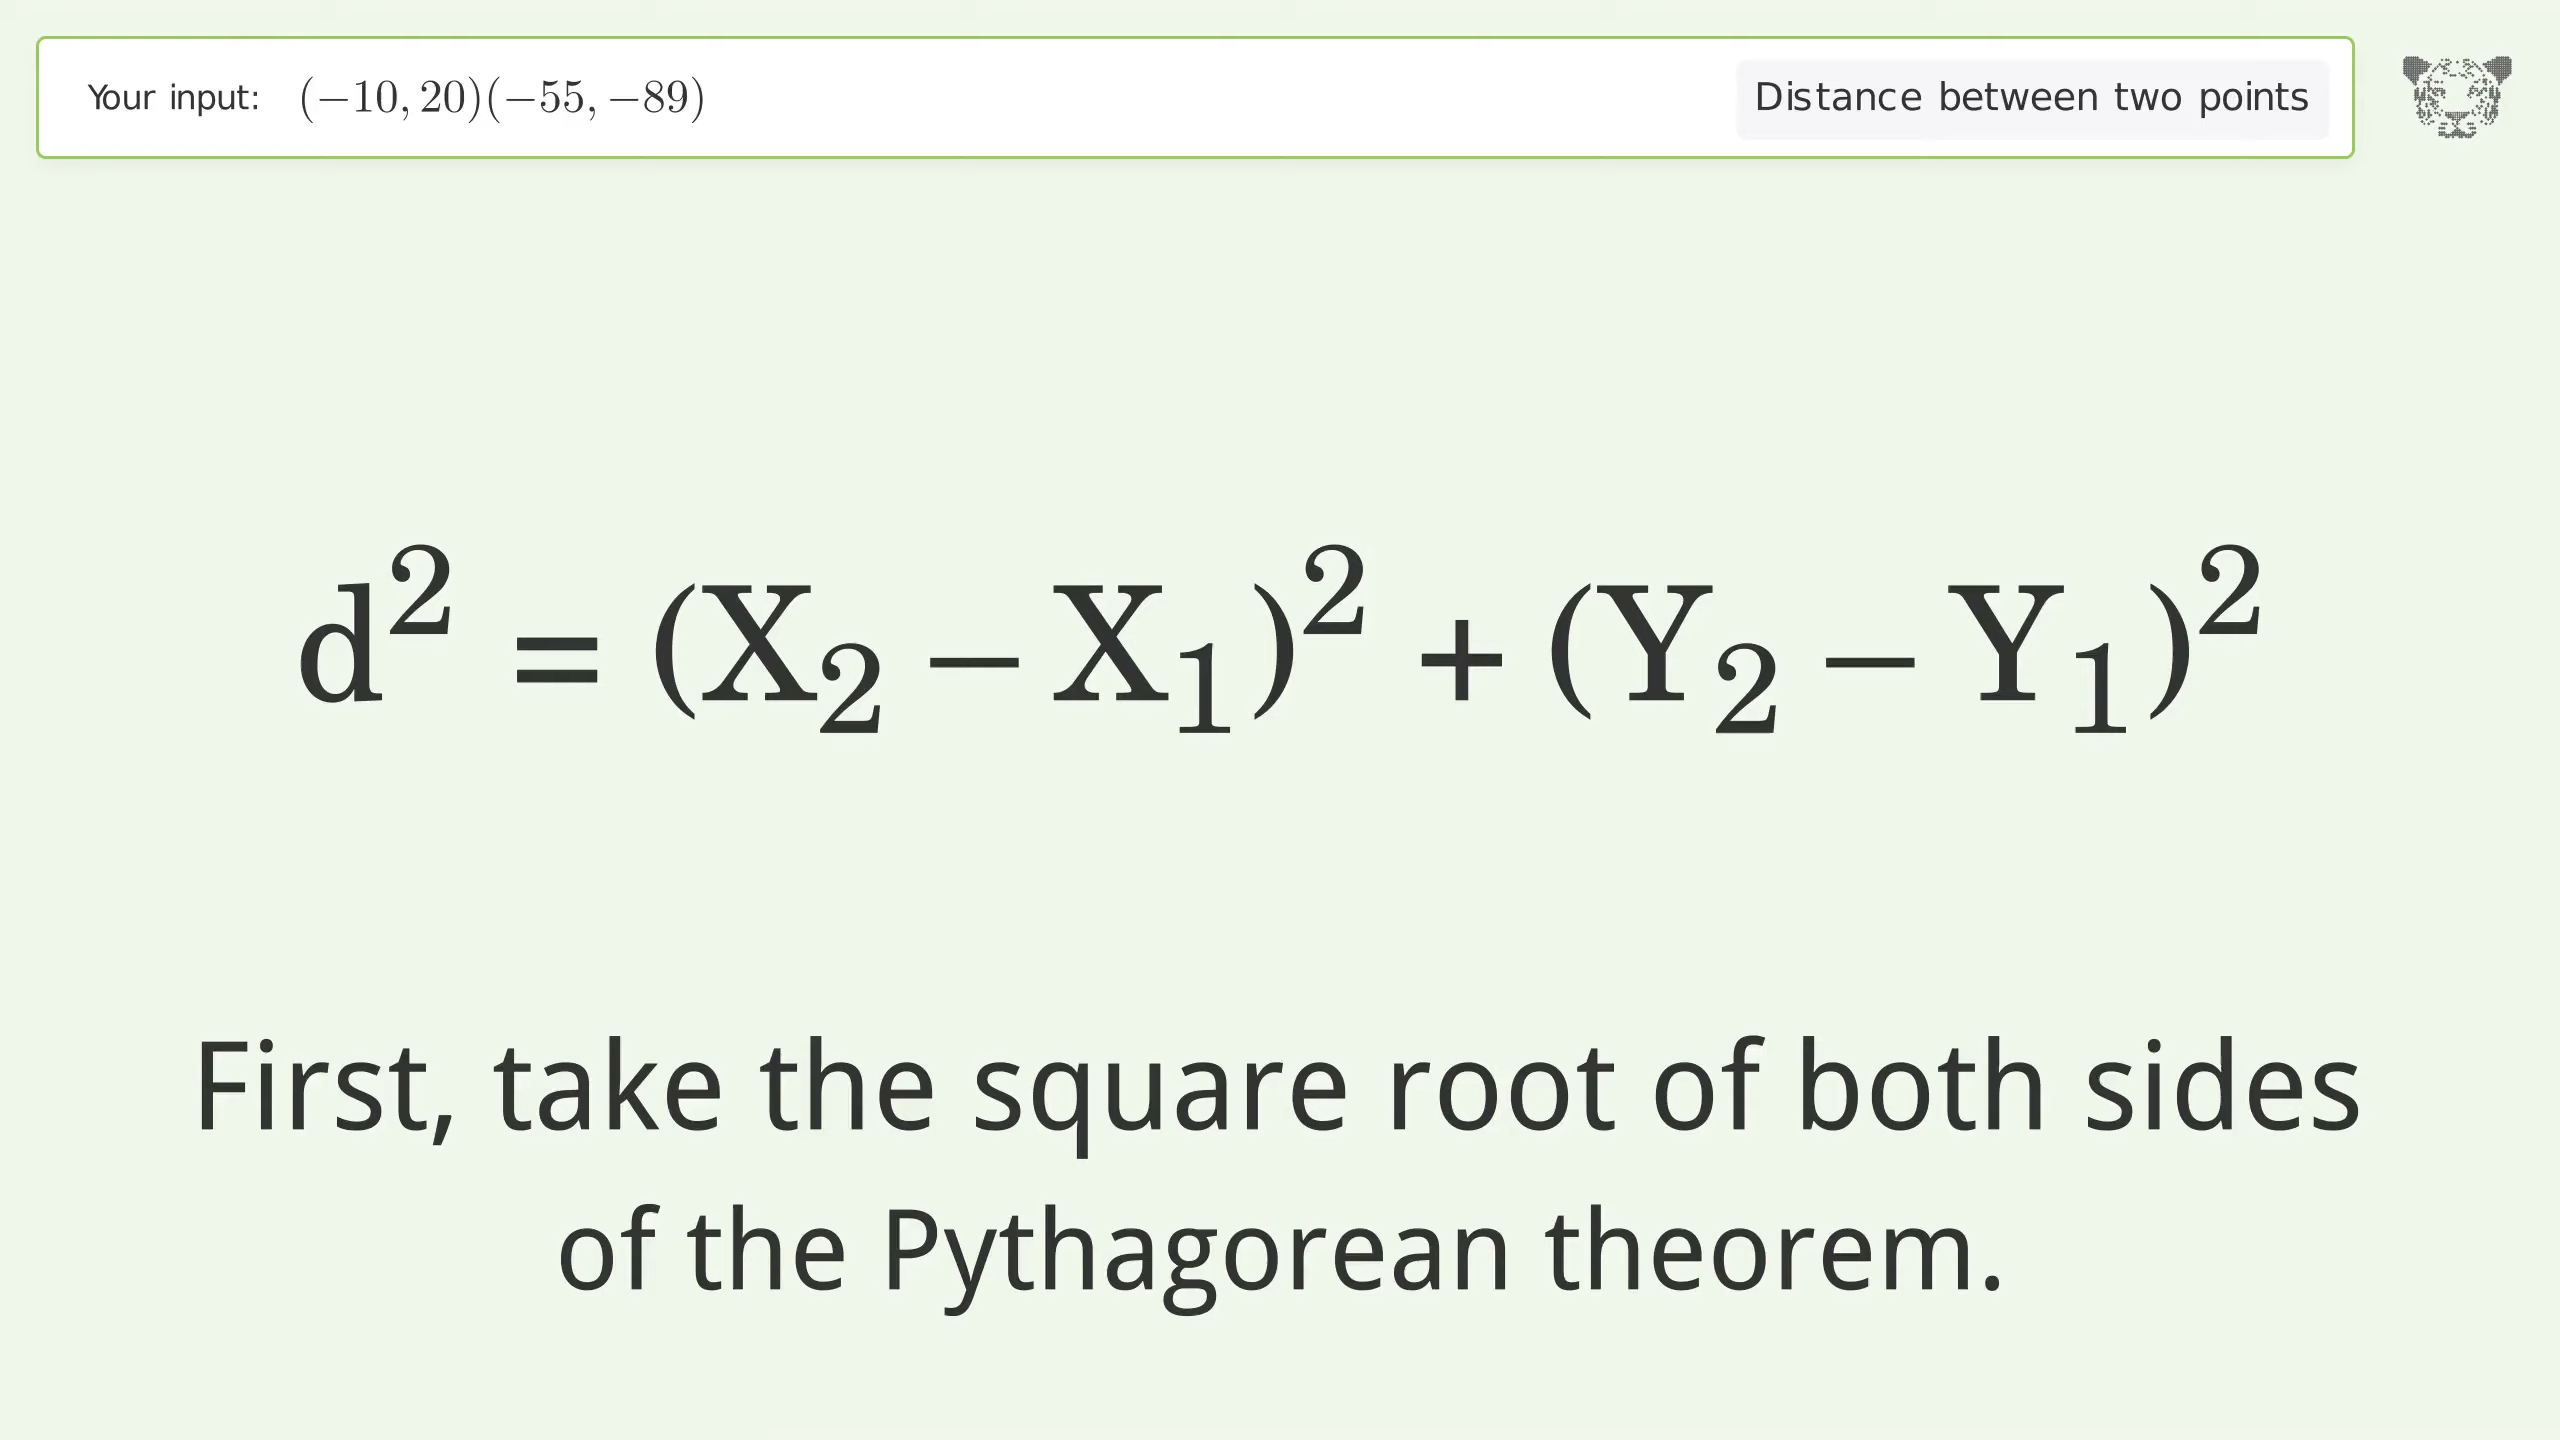 Your input: (−10, 20)(−55, −89)
Distance between two points
d² = (X₂ − X₁)² + (Y₂ − Y₁)²
First, take the square root of both sides
of the Pythagorean theorem.